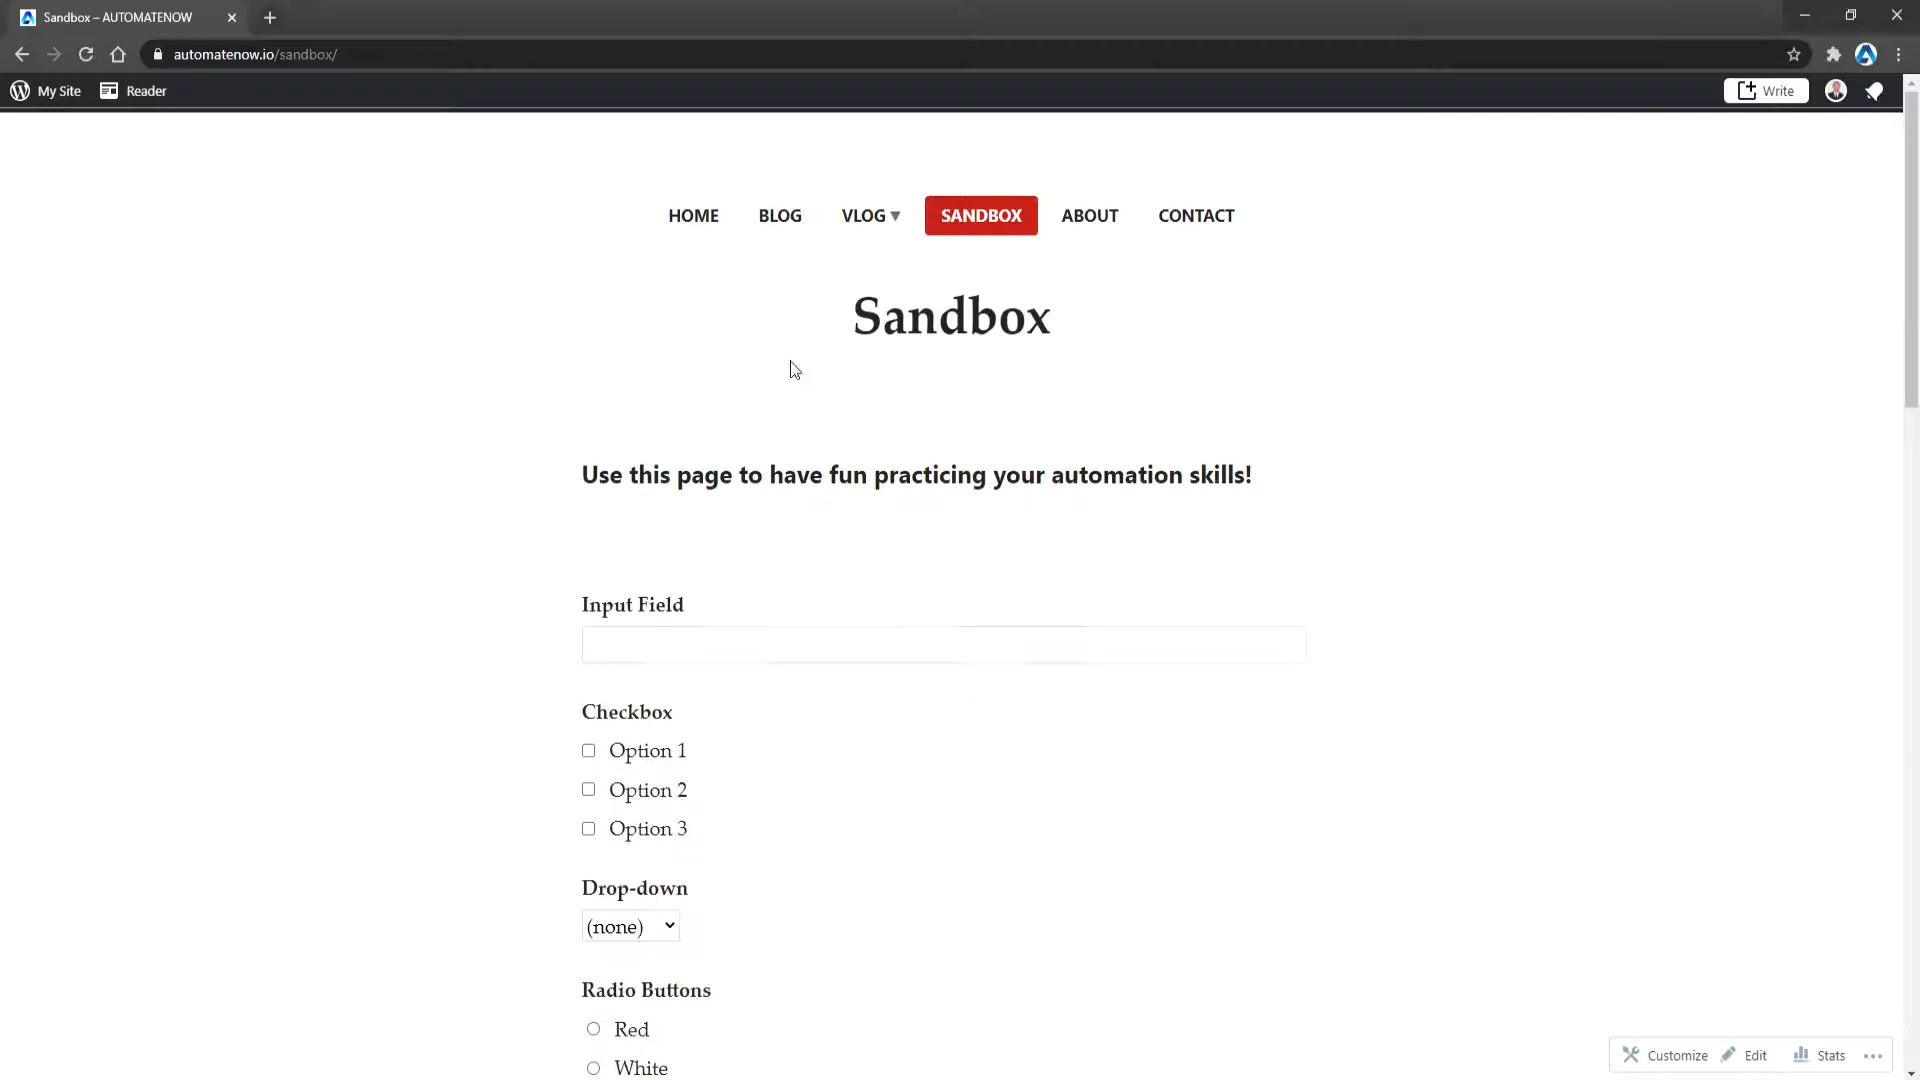 Sandbox – AUTOMATENOW
automatenow.io/sandbox/
My Site Reader Write
HOME BLOG VLOG SANDBOX ABOUT CONTACT
Sandbox
Use this page to have fun practicing your automation skills!
Input Field
Checkbox
Option 1
Option 2
Option 3
Drop-down
(none)
Radio Buttons
Red
White
Customize Edit Stats